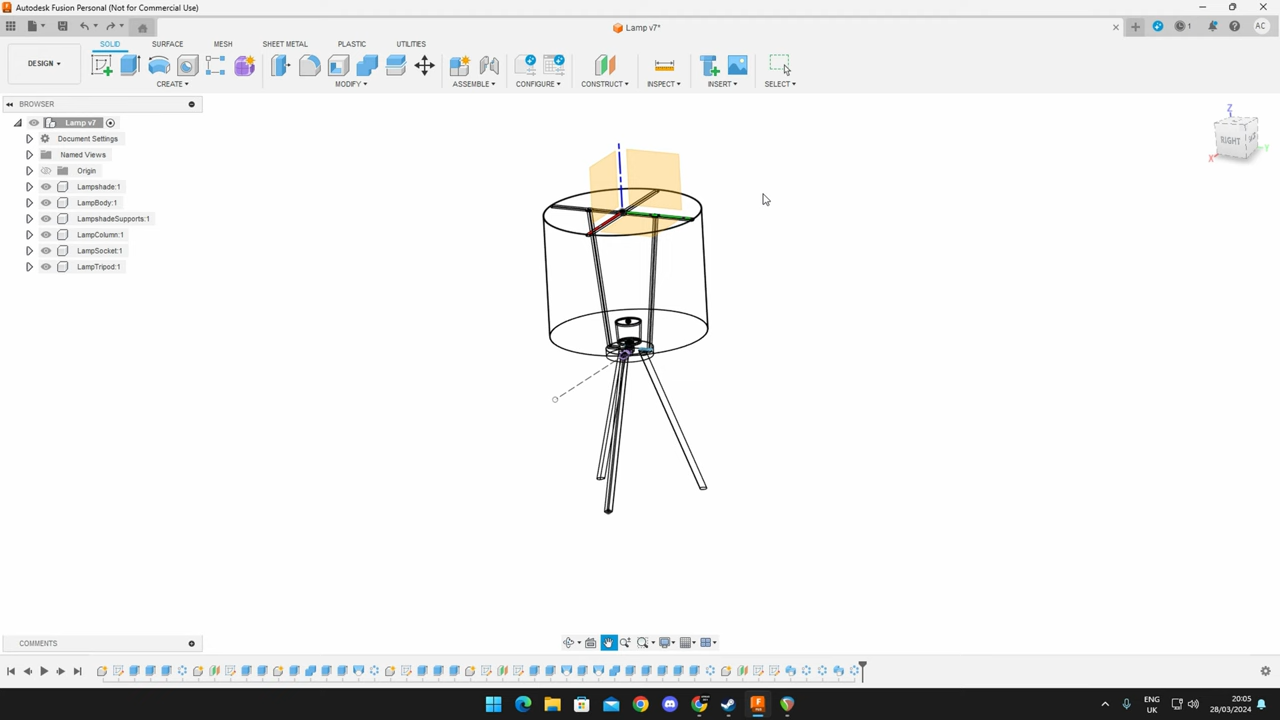 Autodesk Fusion Personal (Not for Commercial Use)
Lamp v7*
1
AC
DESIGN
SOLID
SURFACE
MESH
SHEET METAL
PLASTIC
UTILITIES
CREATE
MODIFY
ASSEMBLE
CONFIGURE
CONSTRUCT
INSPECT
INSERT
SELECT
BROWSER
Lamp v7
Document Settings
Named Views
Origin
Lampshade:1
LampBody:1
LampshadeSupports:1
LampColumn:1
LampSocket:1
LampTripod:1
Z
RIGHT
X
Y
COMMENTS
ENG
UK
20:05
28/03/2024